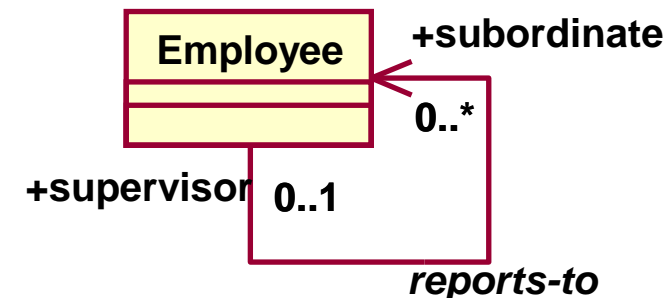 Employee
+subordinate
0..*
+supervisor
0..1
reports-to